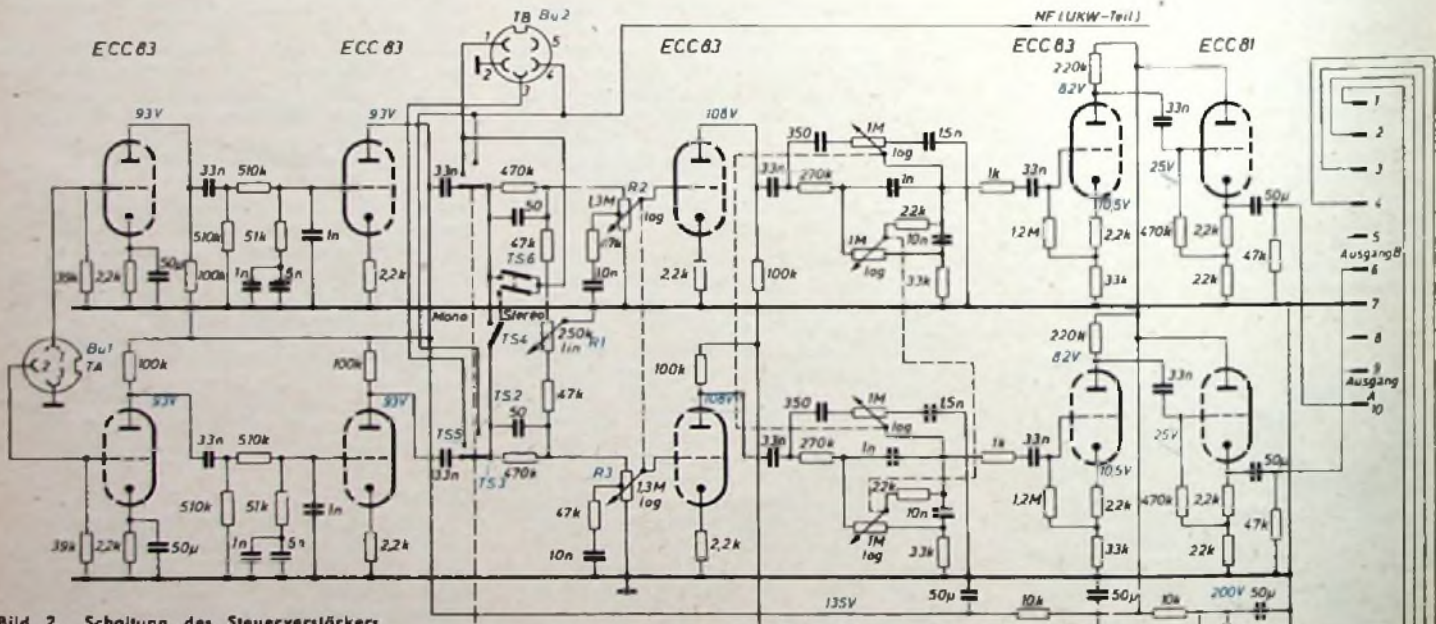 TB Bu2
NF (UKW-Teil)
ECC 83 ECC 83 ECC 83 ECC 83 ECC 81
1 5
2 4
3
220k
93V 93V 108V 82V
33n
1
2
3
4
5
Ausgang B
6
7
8
9
Ausgang
A
10
350 1M log 1,5n
33n 510k 33n 470k R2 33n 270k 1n 1k 33n 25V
50 1,3M log 10,5V 50µ
22k
510k 51k 1n 47k 47k 1M log 10n 1,2M 2,2k 470k 2,2k 47k
39k 2,2k 50µ 100k 1n 5n 2,2k TS6 10n 2,2k 100k 33k 33k 22k
Mono Stereo
TS4 250k lin R1
220k
Bu1
TA
2
100k 100k 100k 82V 33n
47k
93V 93V 108V 350 1M log 1,5n
TS2
50
33n 510k TS5 33n 470k 33n 270k 1n 1k 33n 25V
TS3 R3 1,3M log 10,5V 50µ
22k
510k 51k 1n 47k 10n 1,2M 2,2k 470k 2,2k 47k
39k 2,2k 50µ 1n 5n 2,2k 10n 2,2k 1M log 33k 33k 22k
50µ 50µ 200V 50µ
135V 10k 10k
Bild 2. Schaltung des Steuerverstärkers